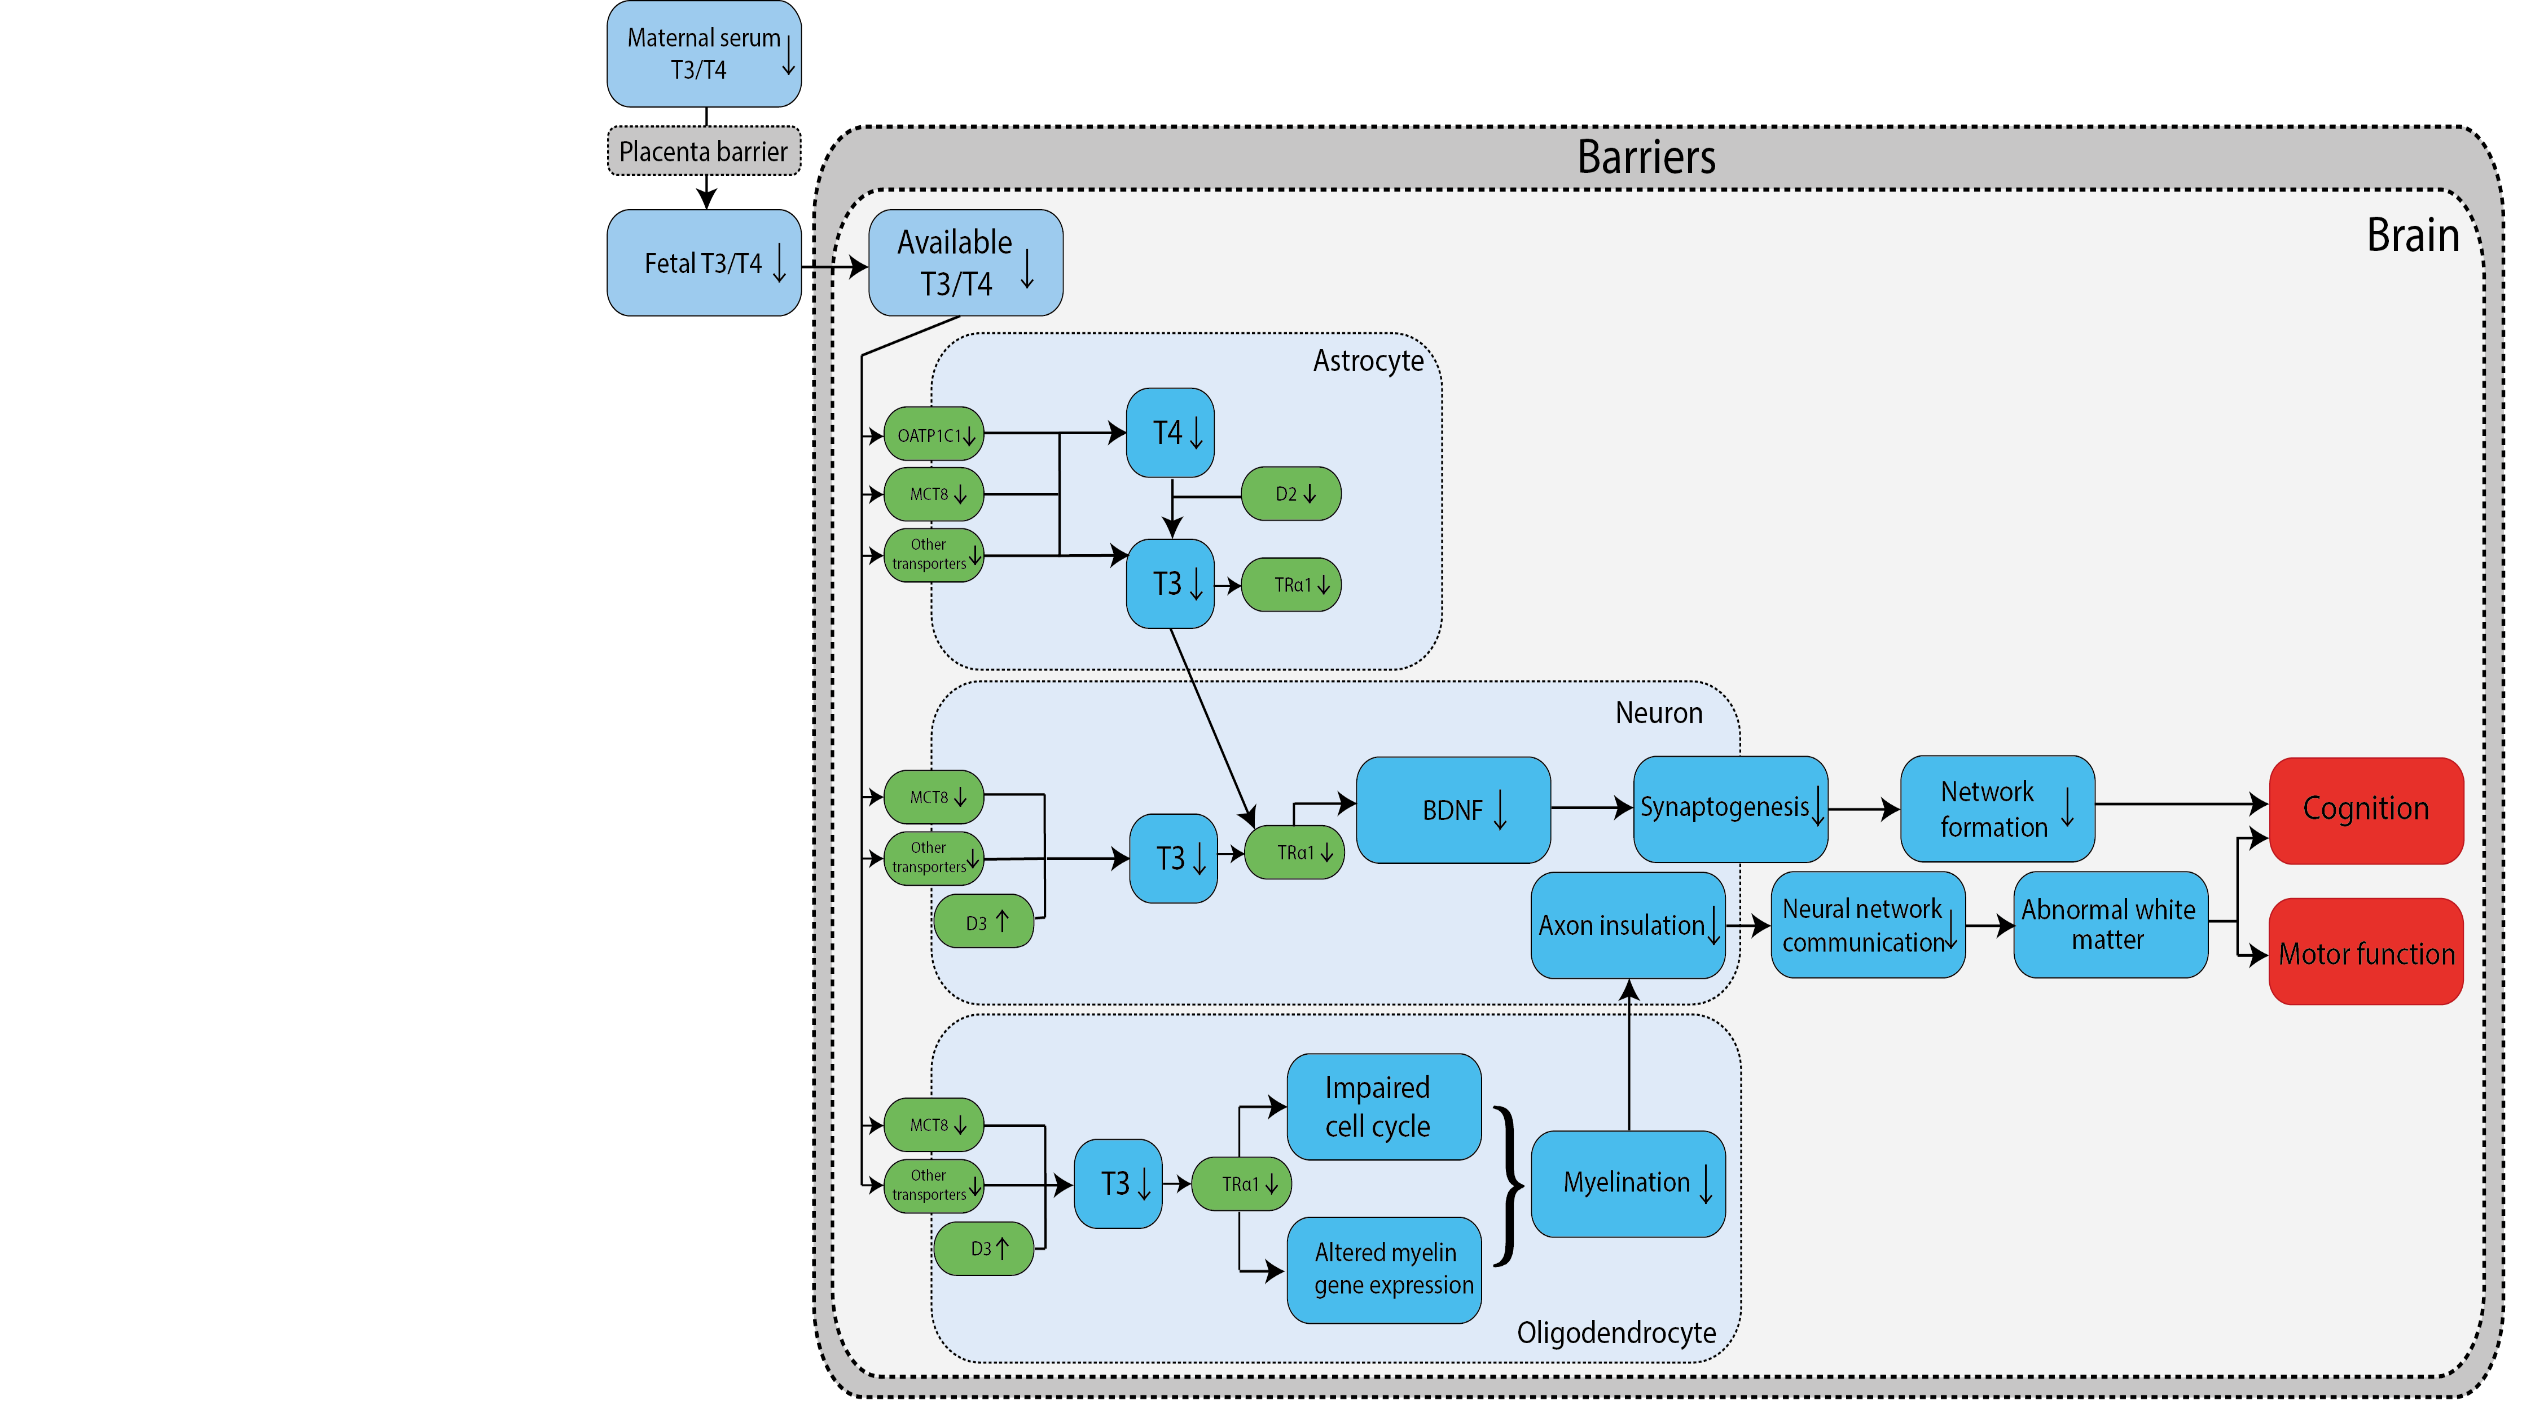 Maternal serum ↓
T3/T4
Placenta barrier
Barriers
Brain
Fetal T3/T4 ↓
Available
T3/T4 ↓
Astrocyte
OATP1C1↓
T4 ↓
MCT8 ↓
D2 ↓
Other
transporters ↓
T3 ↓
TRα1 ↓
Neuron
MCT8 ↓
Other
transporters ↓
D3 ↑
T3 ↓
TRα1 ↓
BDNF ↓
Synaptogenesis ↓
Network
formation ↓
Cognition
Axon insulation ↓
Neural network
communication ↓
Abnormal white
matter
Motor function
MCT8 ↓
Other
transporters ↓
D3 ↑
T3 ↓
TRα1 ↓
Impaired
cell cycle
Altered myelin
gene expression
}
Myelination ↓
Oligodendrocyte